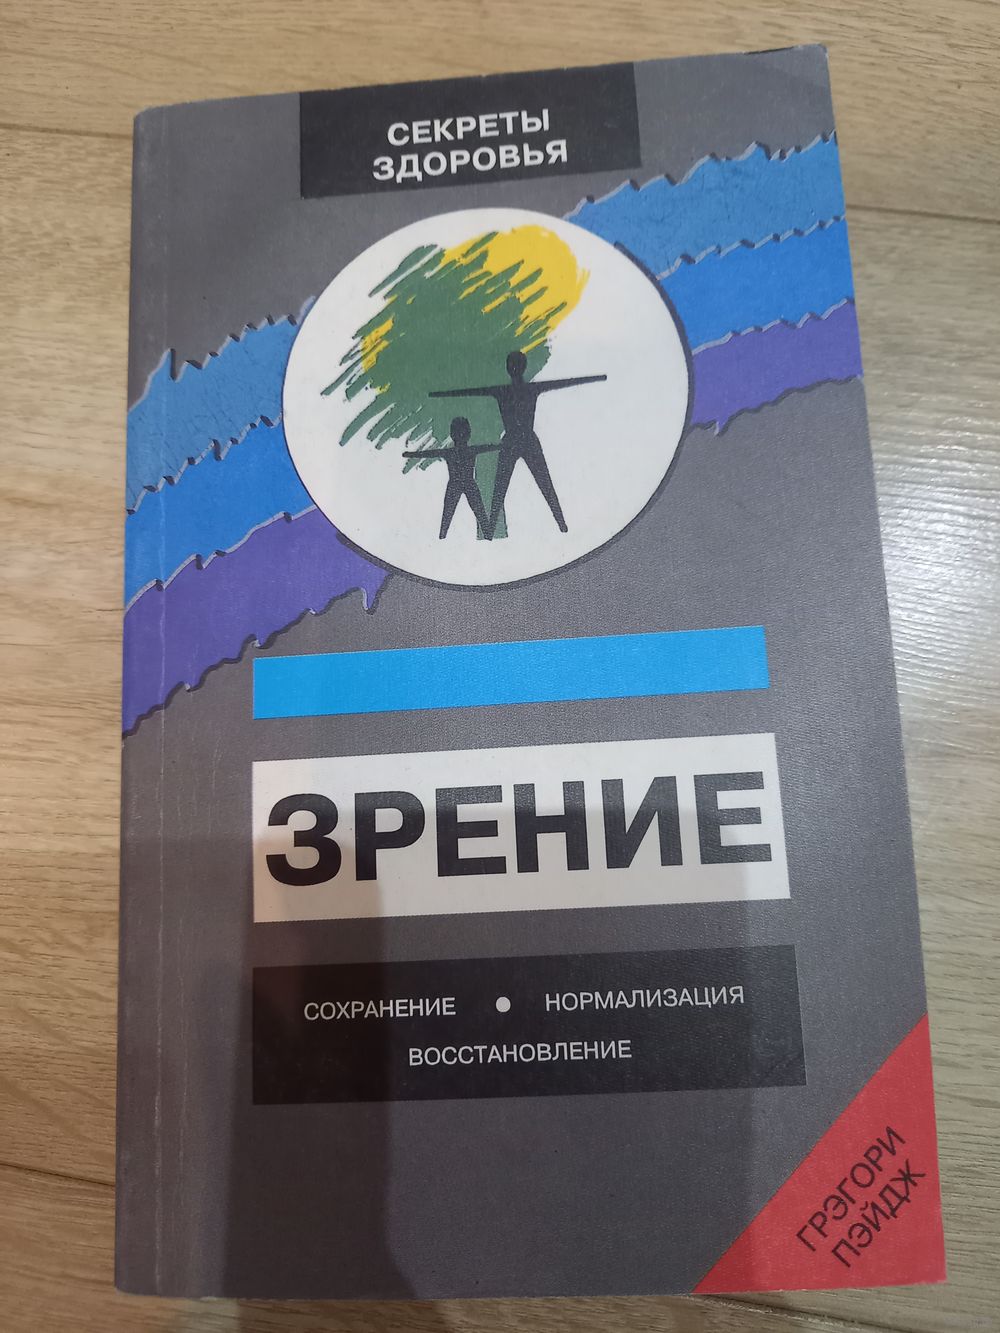 СЕКРЕТЫ
ЗДОРОВЬЯ
ЗРЕНИЕ
СОХРАНЕНИЕ ● НОРМАЛИЗАЦИЯ
ВОССТАНОВЛЕНИЕ
ГРЭГОРИ
ПЭЙДЖ